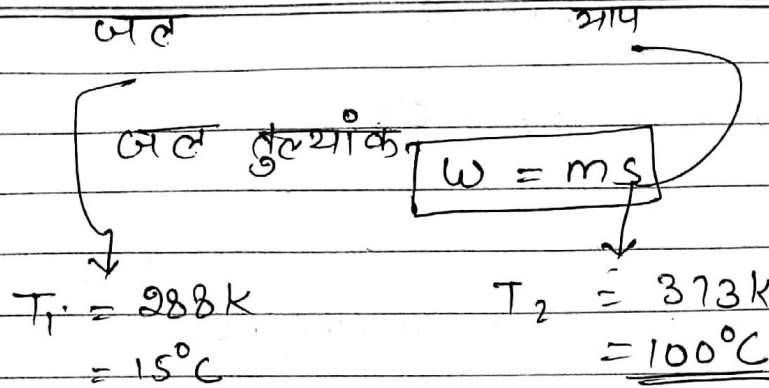 जल भाप
जल तुल्यांक W = ms
T₁ = 288K T₂ = 373K
= 15°C = 100°C